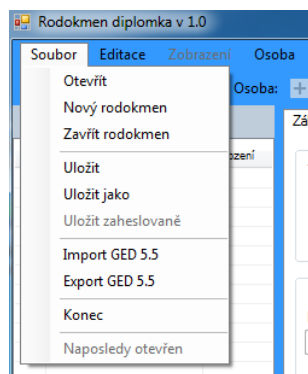 Rodokmen diplomka v 1.0
Soubor Editace Zobrazení Osoba
Osoba:
Otevřít
Nový rodokmen
Zavřít rodokmen
Uložit
Uložit jako
Uložit zaheslovaně
Import GED 5.5
Export GED 5.5
Konec
Naposledy otevřen